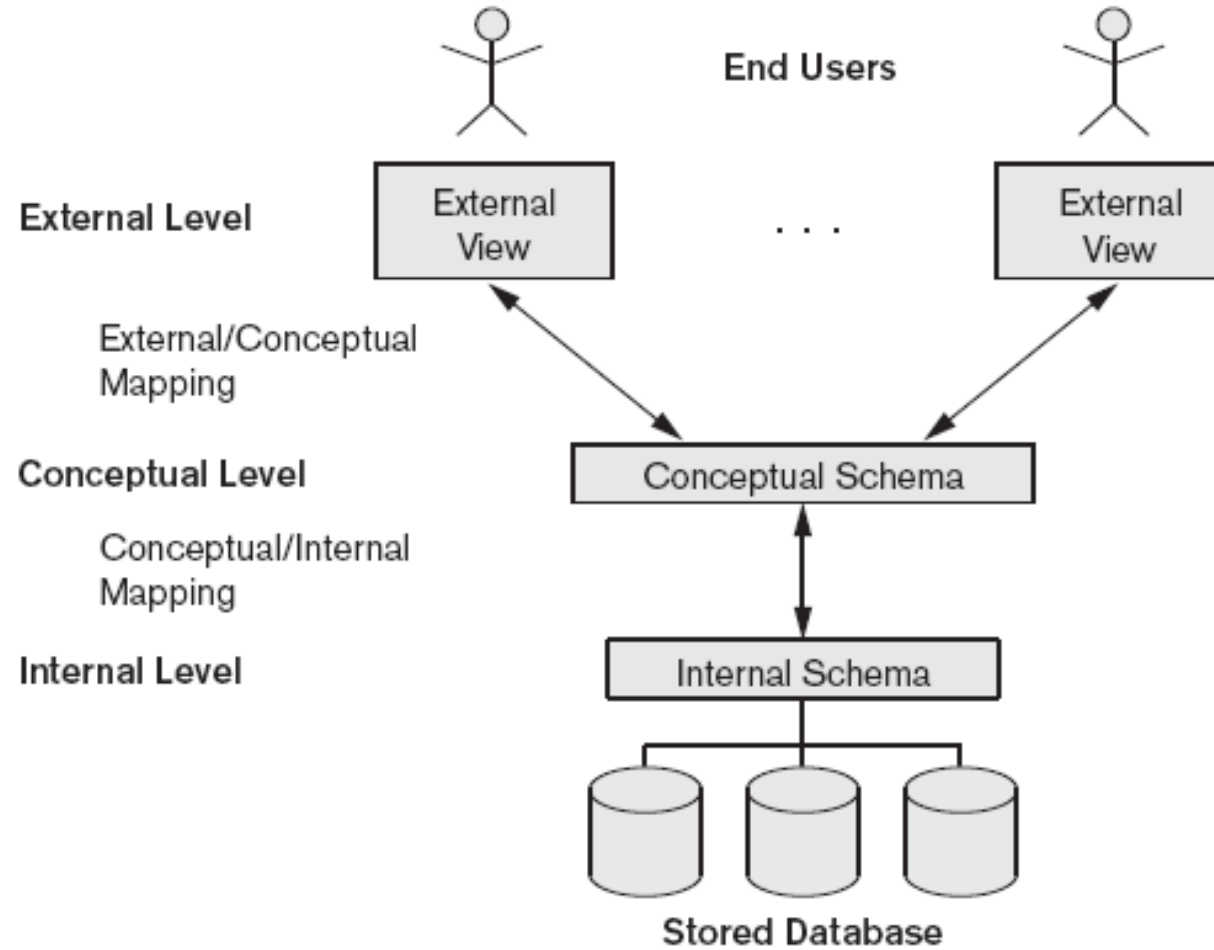 End Users
External Level
External
View
. . .
External
View
External/Conceptual
Mapping
Conceptual Level
Conceptual Schema
Conceptual/Internal
Mapping
Internal Level
Internal Schema
Stored Database